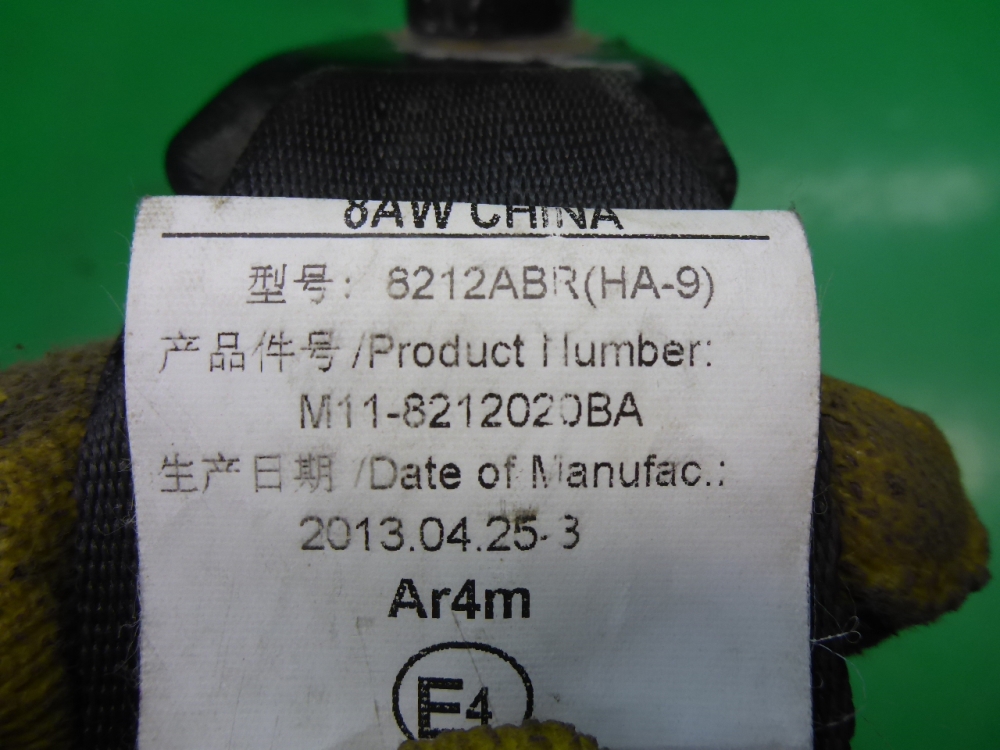 8AW CHINA
型号: 8212ABR(HA-9)
产品件号/Product Number:
M11-8212020BA
生产日期/Date of Manufac.:
2013.04.25-3
Ar4m
E4